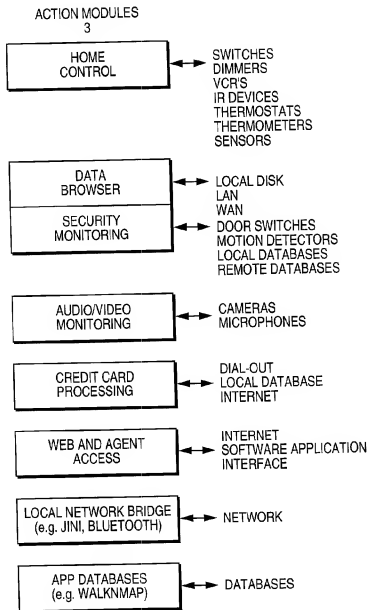 ACTION MODULES
3
HOME
CONTROL
SWITCHES
DIMMERS
VCR'S
IR DEVICES
THERMOSTATS
THERMOMETERS
SENSORS
DATA
BROWSER
LOCAL DISK
LAN
WAN
SECURITY
MONITORING
DOOR SWITCHES
MOTION DETECTORS
LOCAL DATABASES
REMOTE DATABASES
AUDIO/VIDEO
MONITORING
CAMERAS
MICROPHONES
CREDIT CARD
PROCESSING
DIAL-OUT
LOCAL DATABASE
INTERNET
WEB AND AGENT
ACCESS
INTERNET
SOFTWARE APPLICATION
INTERFACE
LOCAL NETWORK BRIDGE
(e.g. JINI, BLUETOOTH)
NETWORK
APP DATABASES
(e.g. WALKNMAP)
DATABASES